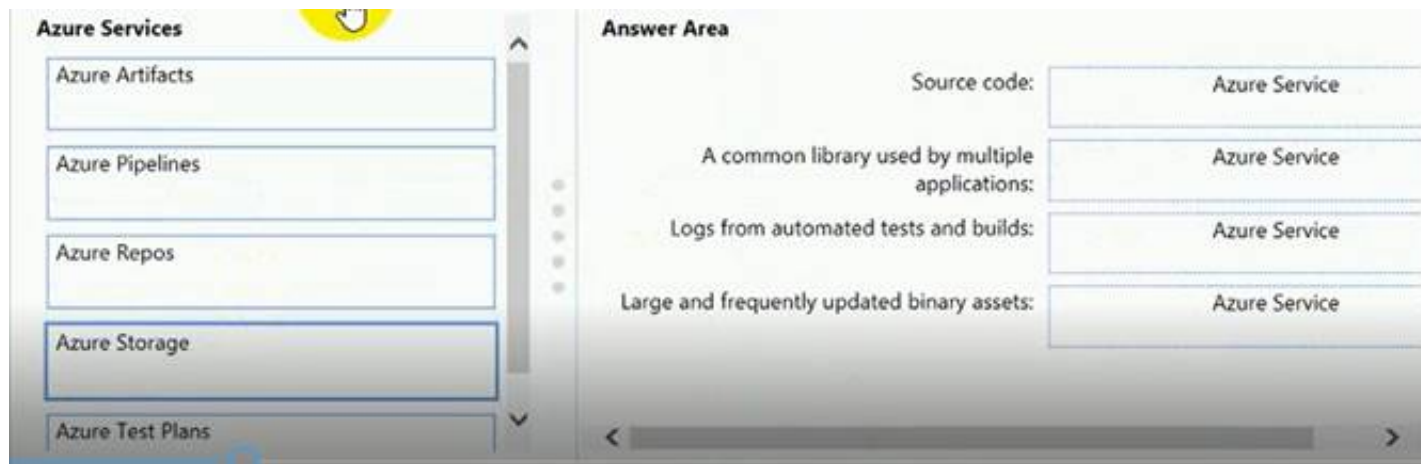 Azure Services
Azure Artifacts
Azure Pipelines
Azure Repos
Azure Storage
Azure Test Plans
Answer Area
Source code:
Azure Service
A common library used by multiple
applications:
Azure Service
Logs from automated tests and builds:
Azure Service
Large and frequently updated binary assets:
Azure Service